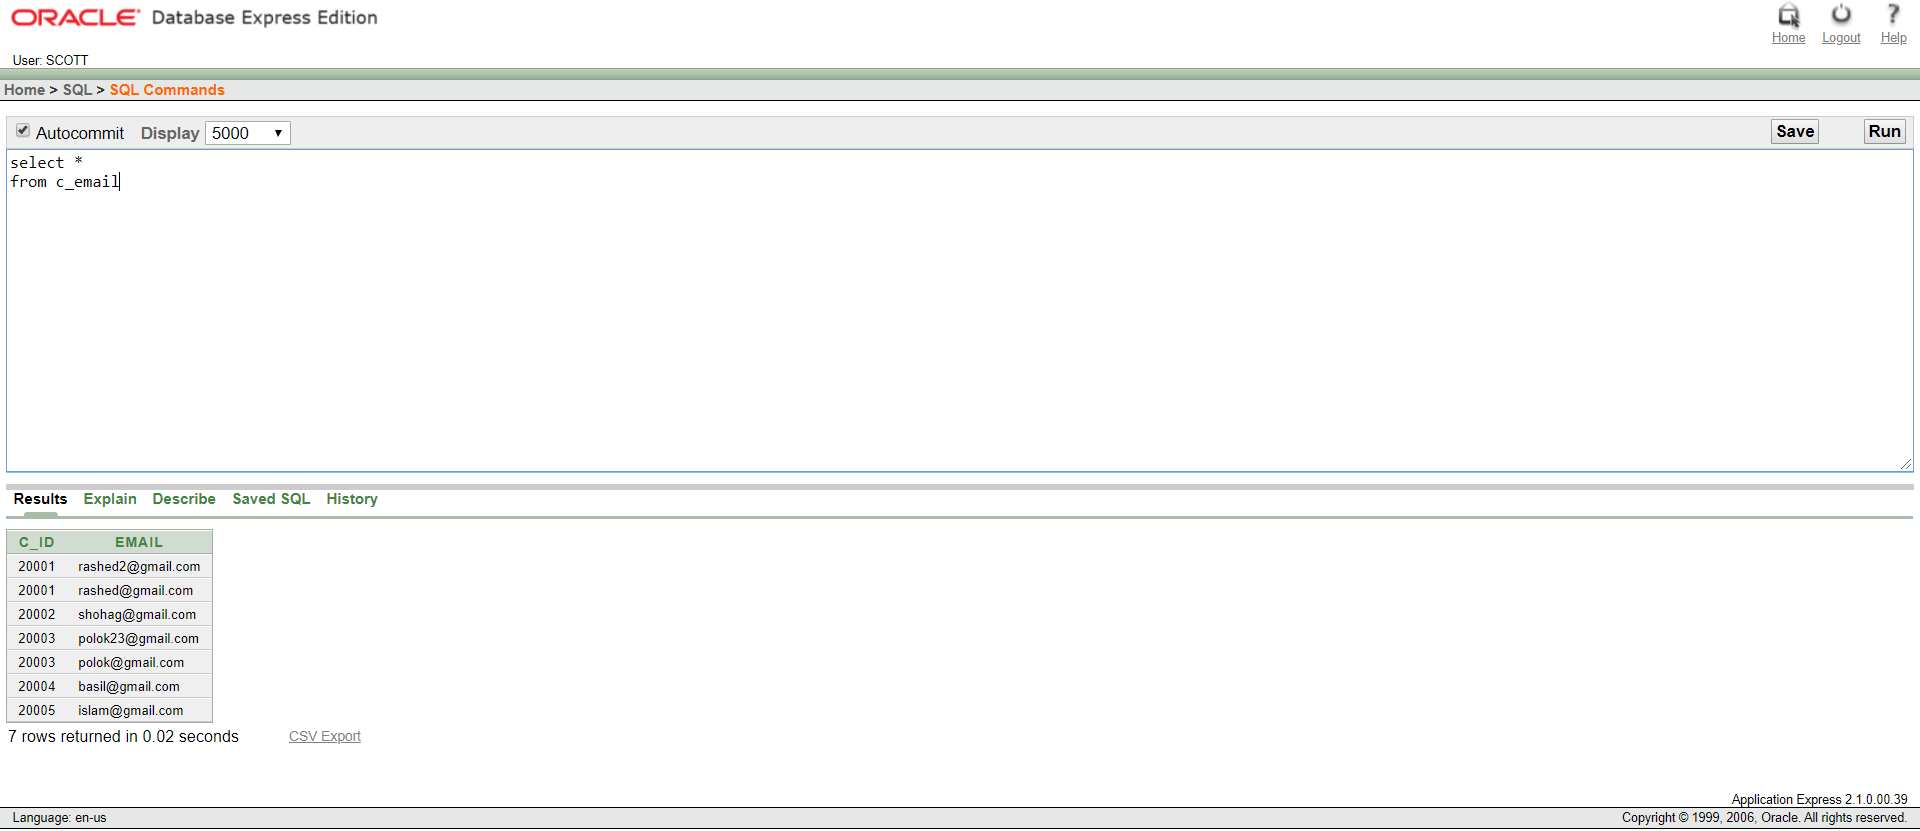 ORACLE Database Express Edition
Home Logout Help
User: SCOTT
Home > SQL > SQL Commands
Autocommit Display 5000 Save Run
select *
from c_email
Results Explain Describe Saved SQL History
C_ID EMAIL
20001 rashed2@gmail.com
20001 rashed@gmail.com
20002 shohag@gmail.com
20003 polok23@gmail.com
20003 polok@gmail.com
20004 basil@gmail.com
20005 islam@gmail.com
7 rows returned in 0.02 seconds CSV Export
Application Express 2.1.0.00.39
Language: en-us Copyright © 1999, 2006, Oracle. All rights reserved.